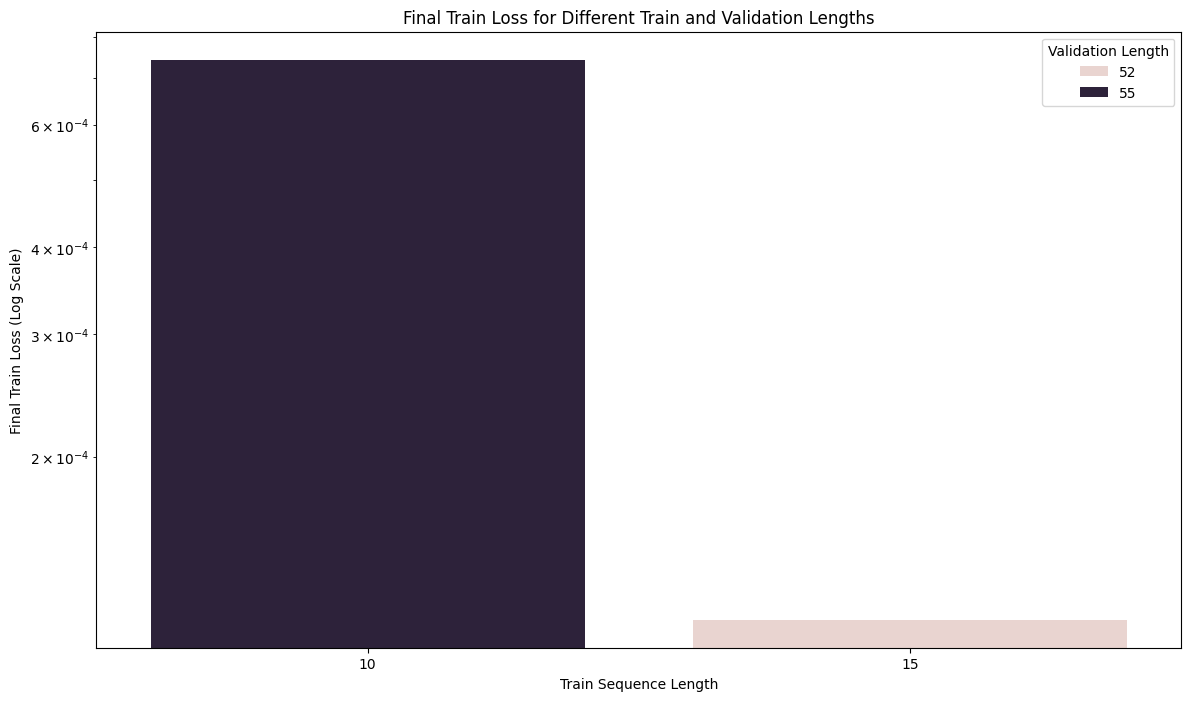 Final Train Loss for Different Train and Validation Lengths
Validation Length
52
55
6 × 10⁻⁴
4 × 10⁻⁴
3 × 10⁻⁴
2 × 10⁻⁴
Final Train Loss (Log Scale)
10
15
Train Sequence Length